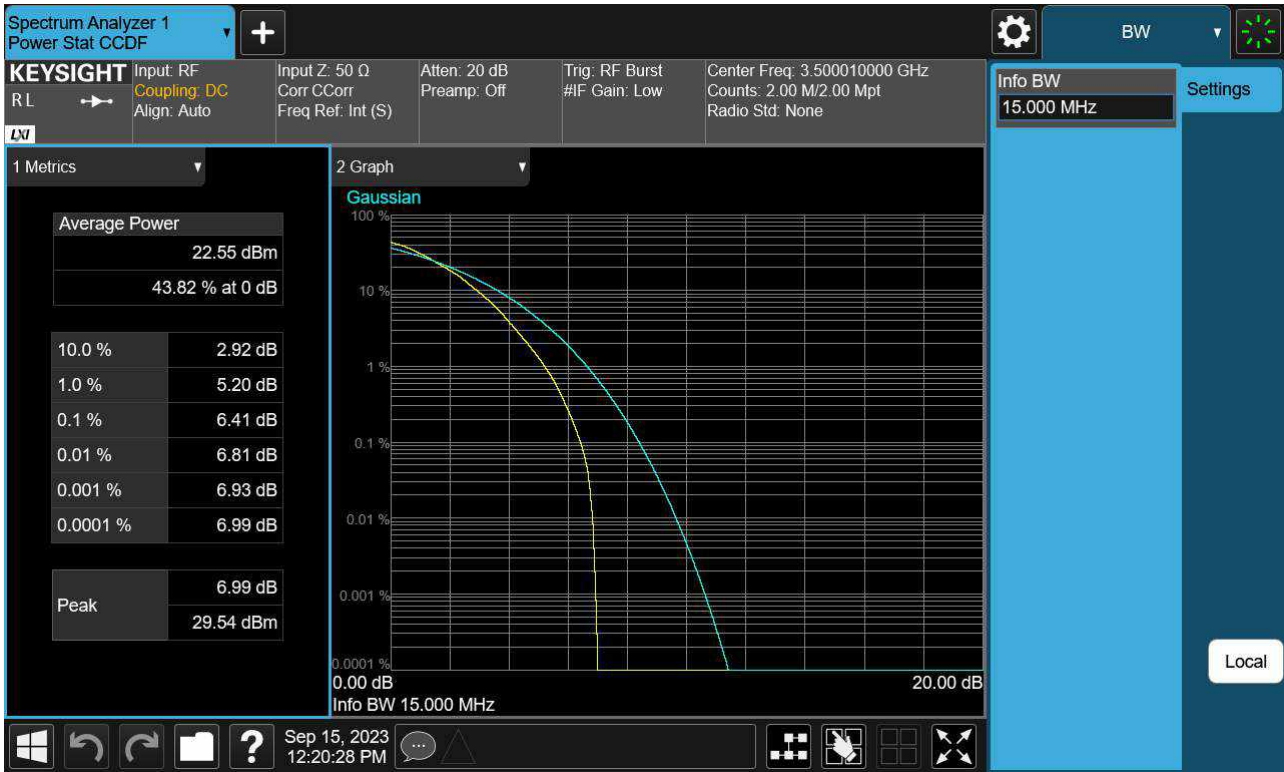 Spectrum Analyzer 1
Power Stat CCDF
+
BW
KEYSIGHT
RL
LXI
Input: RF
Coupling: DC
Align: Auto
Input Z: 50 Ω
Corr CCorr
Freq Ref: Int (S)
Atten: 20 dB
Preamp: Off
Trig: RF Burst
#IF Gain: Low
Center Freq: 3.500010000 GHz
Counts: 2.00 M/2.00 Mpt
Radio Std: None
Info BW
15.000 MHz
Settings
1 Metrics
Average Power
22.55 dBm
43.82 % at 0 dB
10.0 % 2.92 dB
1.0 % 5.20 dB
0.1 % 6.41 dB
0.01 % 6.81 dB
0.001 % 6.93 dB
0.0001 % 6.99 dB
Peak
6.99 dB
29.54 dBm
2 Graph
Gaussian
100 %
10 %
1 %
0.1 %
0.01 %
0.001 %
0.0001 %
0.00 dB 20.00 dB
Info BW 15.000 MHz
Local
?
Sep 15, 2023
12:20:28 PM